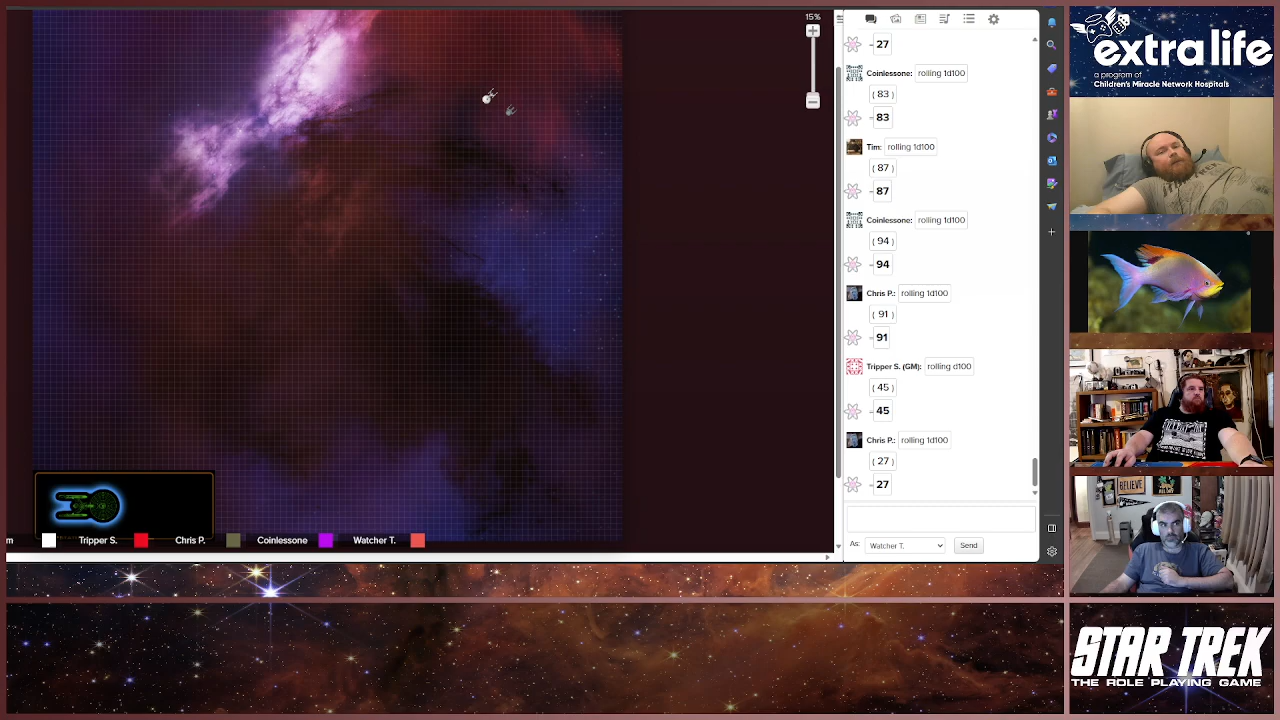 15%
27
Coinlessone: rolling 1d100
( 83 )
= 83
Tim: rolling 1d100
( 87 )
= 87
Coinlessone: rolling 1d100
( 94 )
= 94
Chris P.: rolling 1d100
( 91 )
= 91
Tripper S. (GM): rolling d100
( 45 )
= 45
Chris P.: rolling 1d100
( 27 )
= 27
As: Watcher T. Send
m Tripper S. Chris P. Coinlessone Watcher T.
extra life
a program of
Children's Miracle Network Hospitals
BELIEVE
STAR TREK
THE ROLE PLAYING GAME